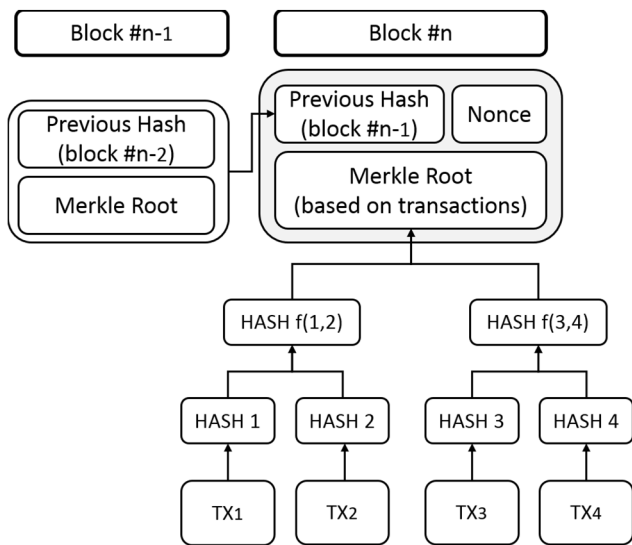 Block #n-1
Block #n
Previous Hash
(block #n-2)
Merkle Root
Previous Hash
(block #n-1)
Nonce
Merkle Root
(based on transactions)
HASH f(1,2)
HASH f(3,4)
HASH 1
HASH 2
HASH 3
HASH 4
TX1
TX2
TX3
TX4